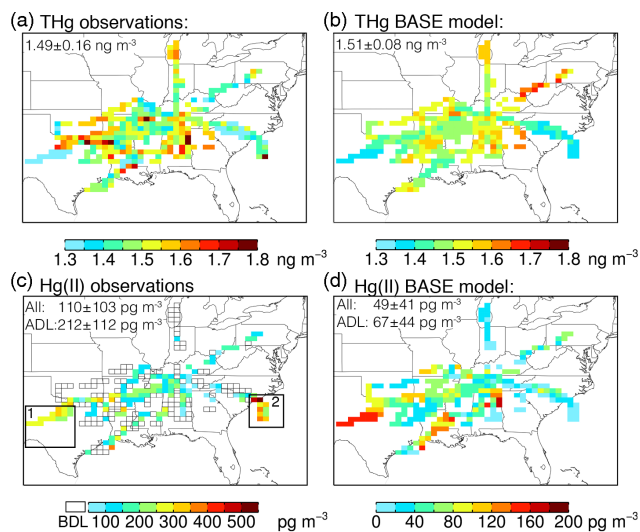 (a) THg observations:
1.49±0.16 ng m⁻³
1.3 1.4 1.5 1.6 1.7 1.8 ng m⁻³
(b) THg BASE model:
1.51±0.08 ng m⁻³
1.3 1.4 1.5 1.6 1.7 1.8 ng m⁻³
(c) Hg(II) observations
All: 110±103 pg m⁻³
ADL:212±112 pg m⁻³
1
2
BDL 100 200 300 400 500 pg m⁻³
(d) Hg(II) BASE model:
All: 49±41 pg m⁻³
ADL: 67±44 pg m⁻³
0 40 80 120 160 200 pg m⁻³